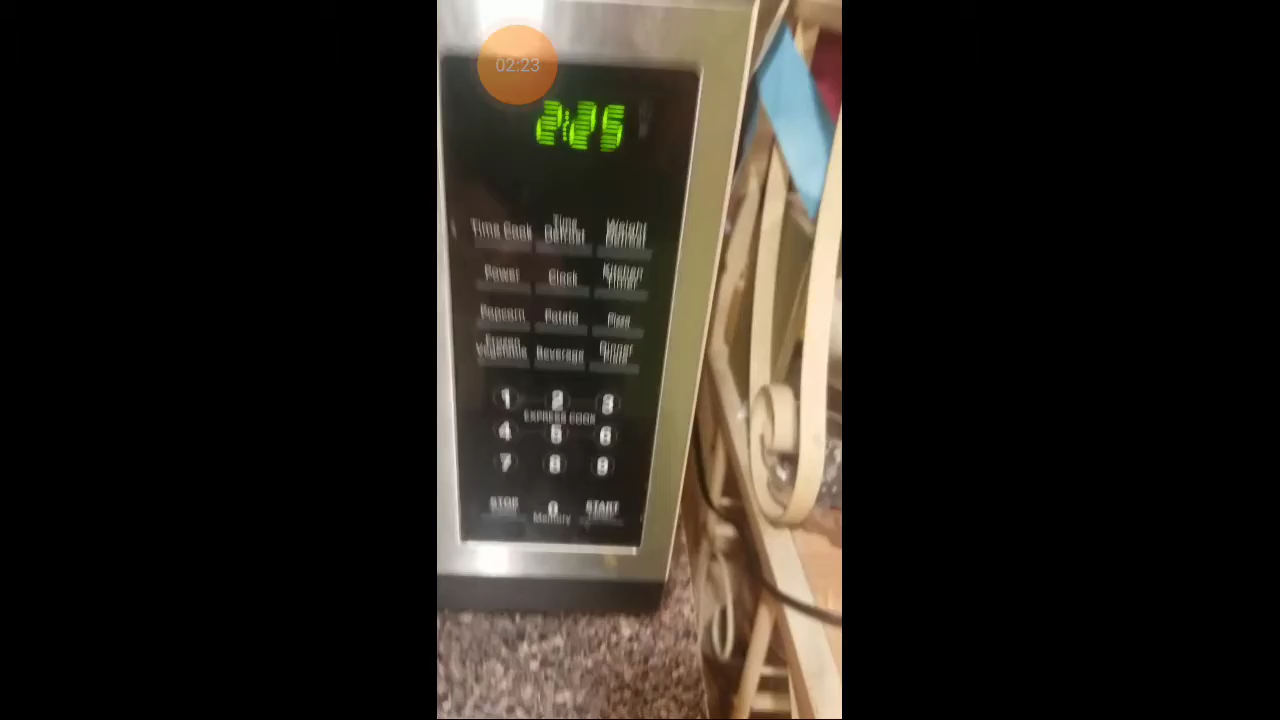 02:23
2:25
Time Cook Time Defrost Weight Defrost
Power Clock Kitchen Timer
Popcorn Potato Pizza
Frozen Vegetable Beverage Dinner Plate
1 2 3
EXPRESS COOK
4 5 6
7 8 9
STOP 0 START
Memory